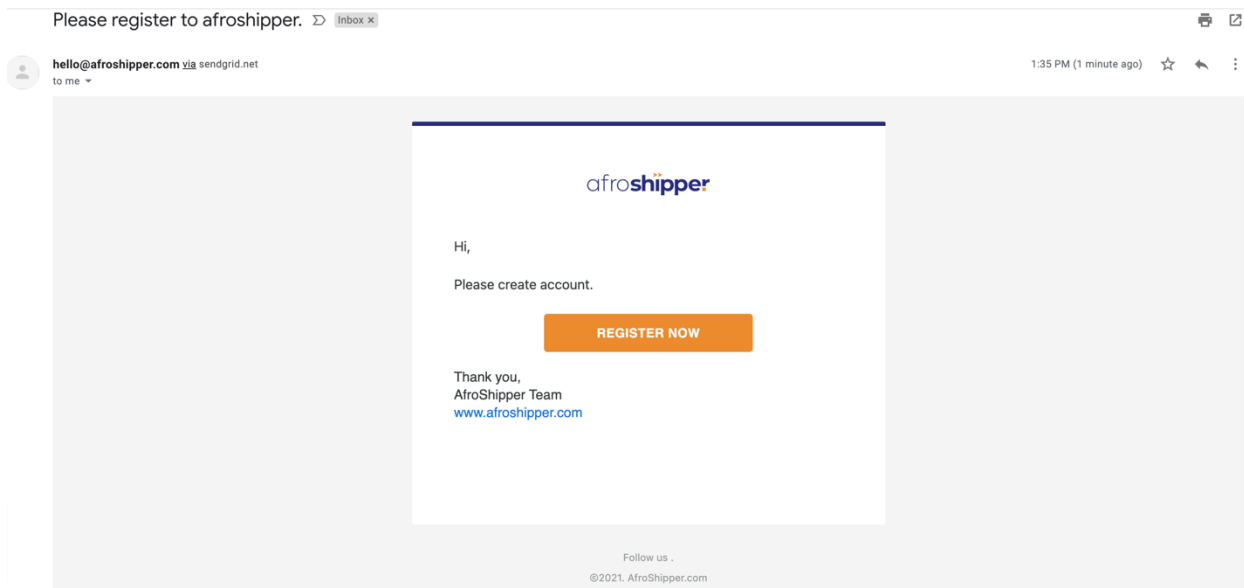 Please register to afroshipper. Inbox ×
hello@afroshipper.com via sendgrid.net 1:35 PM (1 minute ago)
to me
afroshipper
Hi,
Please create account.
REGISTER NOW
Thank you,
AfroShipper Team
www.afroshipper.com
Follow us .
©2021. AfroShipper.com